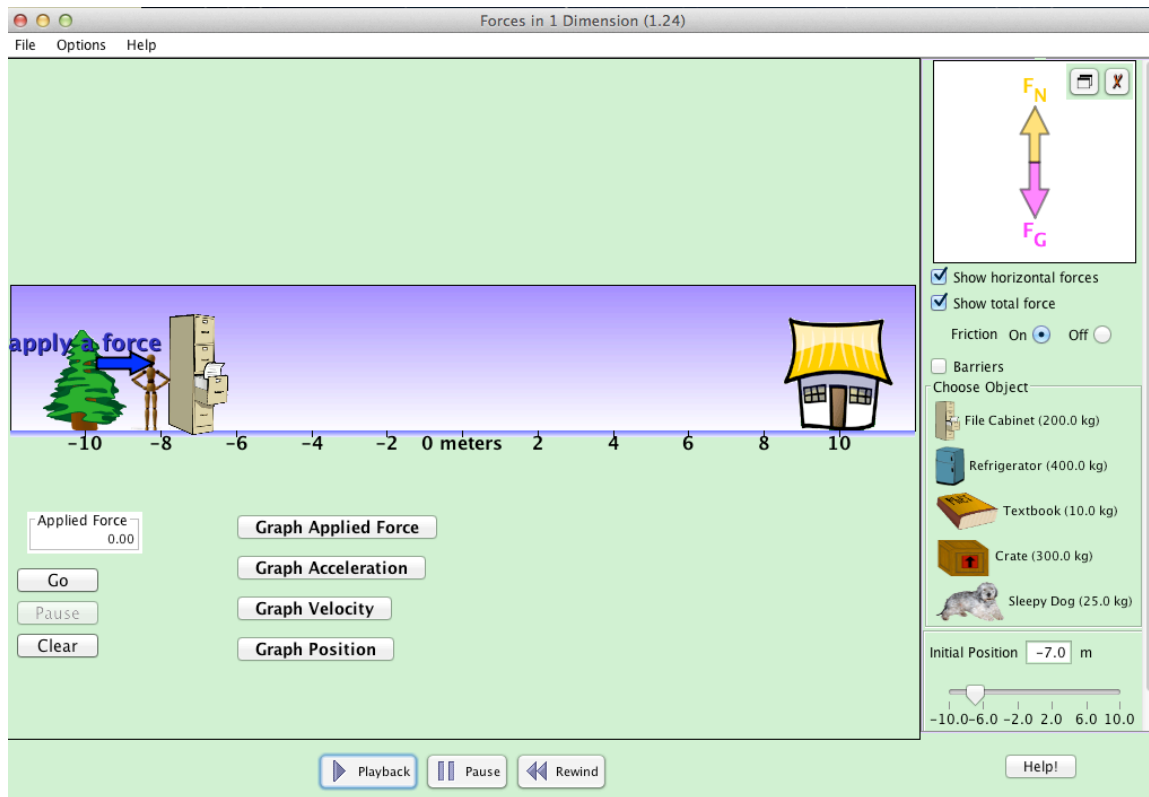 Forces in 1 Dimension (1.24)
File Options Help
F_N
F_G
Show horizontal forces
Show total force
Friction On Off
Barriers
Choose Object
File Cabinet (200.0 kg)
Refrigerator (400.0 kg)
Textbook (10.0 kg)
Crate (300.0 kg)
Sleepy Dog (25.0 kg)
Initial Position -7.0 m
-10.0 -6.0 -2.0 2.0 6.0 10.0
apply a force
-10 -8 -6 -4 -2 0 meters 2 4 6 8 10
Applied Force
0.00
Go
Pause
Clear
Graph Applied Force
Graph Acceleration
Graph Velocity
Graph Position
Playback Pause Rewind
Help!